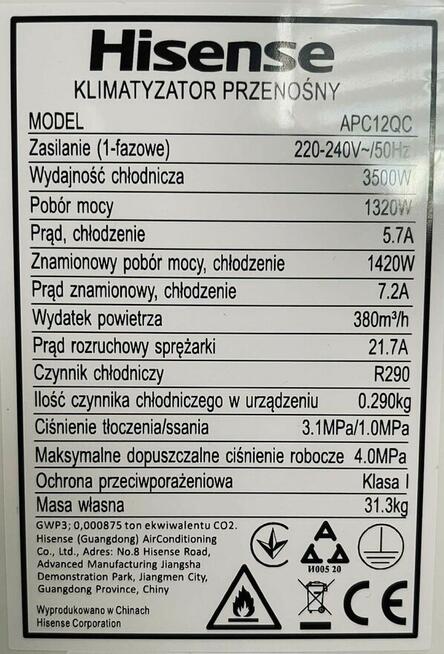 Hisense
KLIMATYZATOR PRZENOŚNY
MODEL APC12QC
Zasilanie (1-fazowe) 220-240V~/50Hz
Wydajność chłodnicza 3500W
Pobór mocy 1320W
Prąd, chłodzenie 5.7A
Znamionowy pobór mocy, chłodzenie 1420W
Prąd znamionowy, chłodzenie 7.2A
Wydatek powietrza 380m³/h
Prąd rozruchowy sprężarki 21.7A
Czynnik chłodniczy R290
Ilość czynnika chłodniczego w urządzeniu 0.290kg
Ciśnienie tłoczenia/ssania 3.1MPa/1.0MPa
Maksymalne dopuszczalne ciśnienie robocze 4.0MPa
Ochrona przeciwporażeniowa Klasa I
Masa własna 31.3kg
GWP3; 0,000875 ton ekwiwalentu CO2.
Hisense (Guangdong) AirConditioning
Co., Ltd., Adres: No.8 Hisense Road,
Advanced Manufacturing Jiangsha
Demonstration Park, Jiangmen City,
Guangdong Province, Chiny
Wyprodukowano w Chinach
Hisense Corporation
И005 20
CE